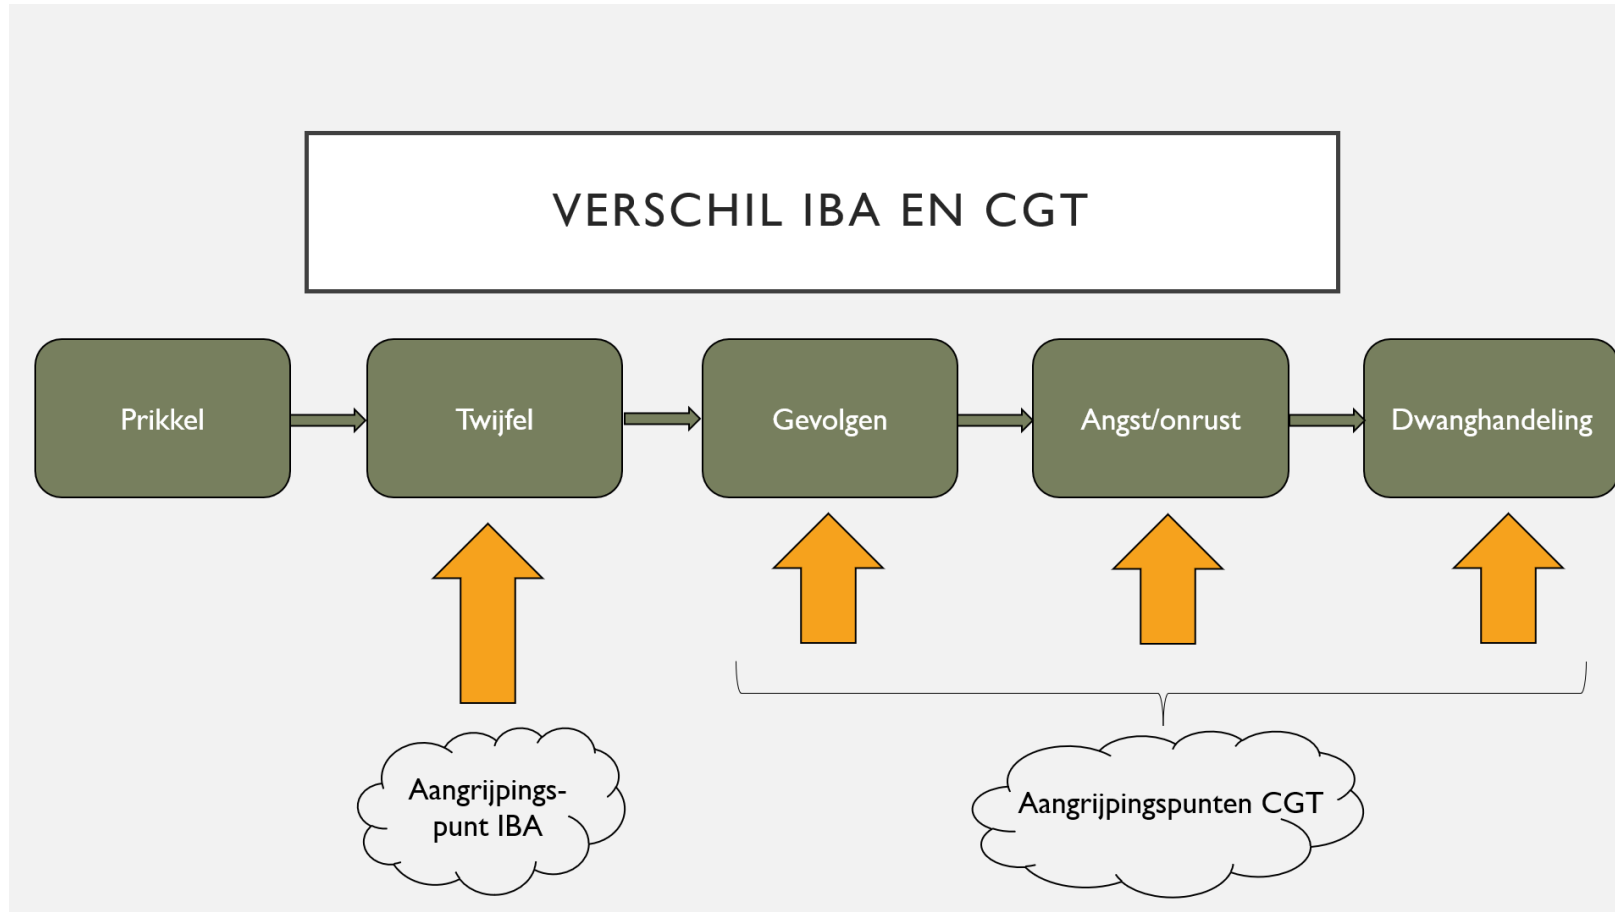 VERSCHIL IBA EN CGT
Prikkel
Twijfel
Gevolgen
Angst/onrust
Dwanghandeling
Aangrijpings-
punt IBA
Aangrijpingspunten CGT